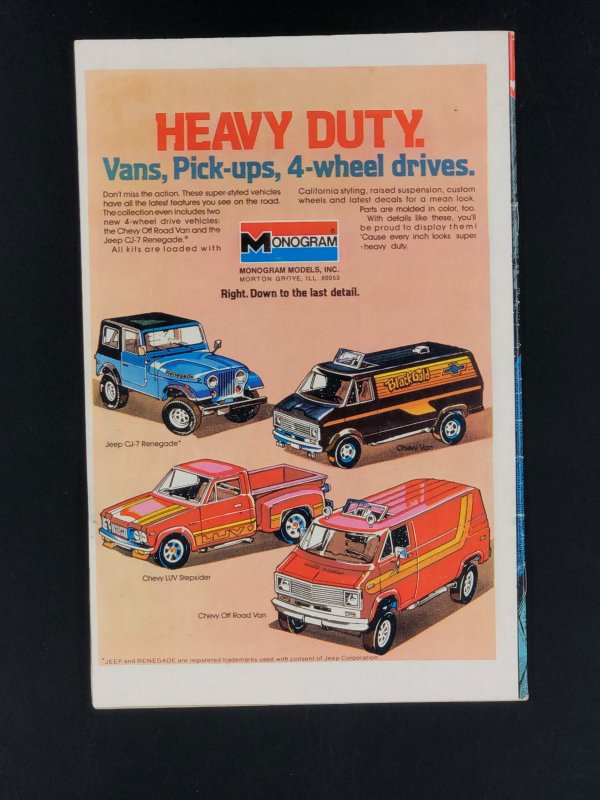 HEAVY DUTY.
Vans, Pick-ups, 4-wheel drives.
Don't miss the action. These super-styled vehicles
have all the latest features you see on the road.
The collection even includes two
new 4-wheel drive vehicles:
the Chevy Off Road Van and the
Jeep CJ-7 Renegade.*
All kits are loaded with
California styling, raised suspension, custom
wheels and latest decals for a mean look.
Parts are molded in color, too.
With details like these, you'll
be proud to display them!
'Cause every inch looks super
-heavy duty.
MONOGRAM®
MONOGRAM MODELS, INC.
MORTON GROVE, ILL. 60053
Right. Down to the last detail.
Renegade
Black Gold
Jeep CJ-7 Renegade*
Chevy Van
LUV
Chevy LUV Stepsider
Chevy Off Road Van
*JEEP and RENEGADE are registered trademarks used with consent of Jeep Corporation.